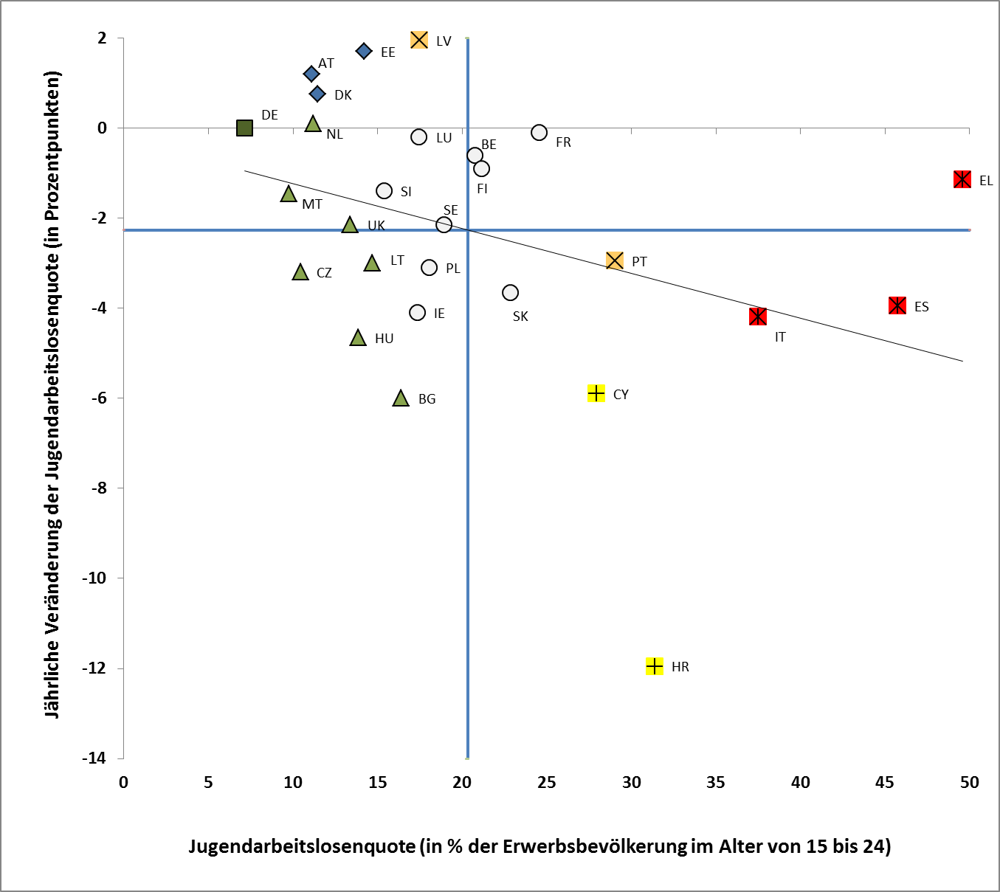 Jährliche Veränderung der Jugendarbeitslosenquote (in Prozentpunkten)
2
0
-2
-4
-6
-8
-10
-12
-14
LV
EE
AT
DK
DE
NL
LU
BE
FR
FI
EL
SI
MT
SE
UK
LT
PT
CZ
PL
SK
ES
IE
IT
HU
CY
BG
HR
0 5 10 15 20 25 30 35 40 45 50
Jugendarbeitslosenquote (in % der Erwerbsbevölkerung im Alter von 15 bis 24)